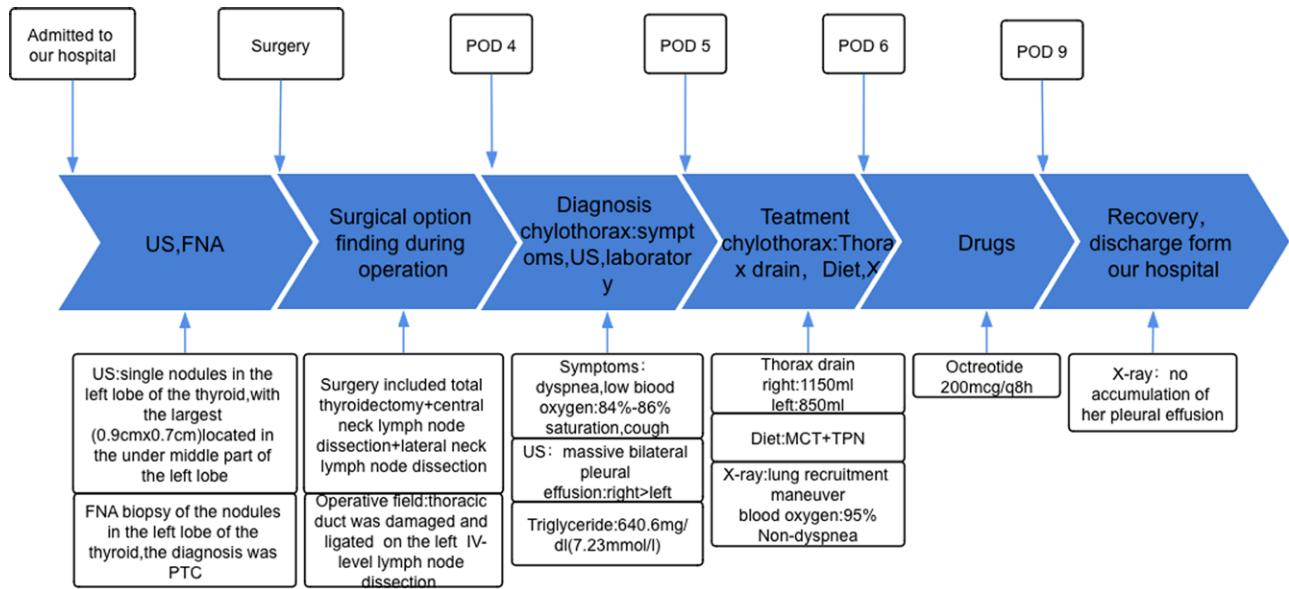 Admitted to
our hospital
Surgery
POD 4
POD 5
POD 6
POD 9
US,FNA
Surgical option
finding during
operation
Diagnosis
chylothorax:sympt
oms,US,laborator
y
Teatment
chylothorax:Thora
x drain，Diet,X
Drugs
Recovery，
discharge form
our hospital
US:single nodules in the
left lobe of the thyroid,with
the largest
(0.9cmx0.7cm)located in
the under middle part of
the left lobe
FNA biopsy of the nodules
in the left lobe of the
thyroid,the diagnosis was
PTC
Surgery included total
thyroidectomy+central
neck lymph node
dissection+lateral neck
lymph node dissection
Operative field:thoracic
duct was damaged and
ligated on the left IV-
level lymph node
dissection
Symptoms：
dyspnea,low biood
oxygen:84%-86%
saturation,cough
US：massive bilateral
pleural
effusion:right>left
Triglyceride:640.6mg/
dl(7.23mmol/l)
Thorax drain
right:1150ml
left:850ml
Diet:MCT+TPN
X-ray:lung recruitment
maneuver
blood oxygen:95%
Non-dyspnea
Octreotide
200mcg/q8h
X-ray：no
accumulation of
her pleural effusion